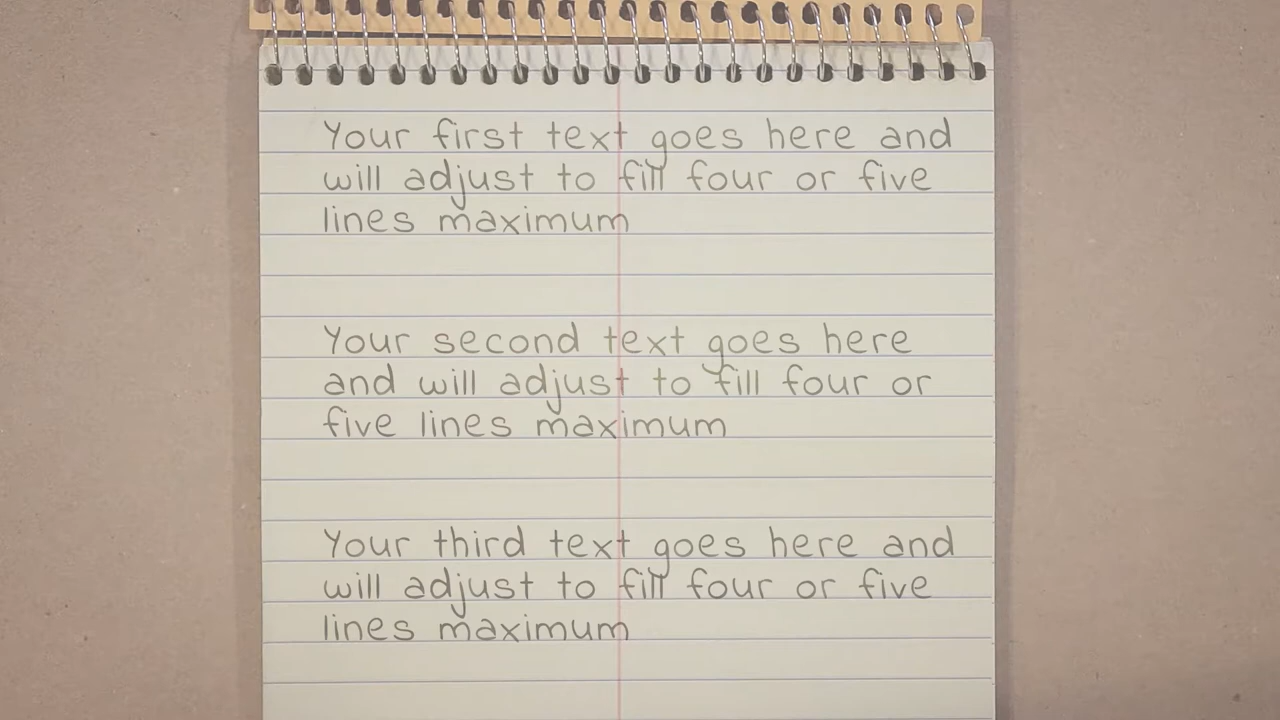 Your first text goes here and
will adjust to fill four or five
lines maximum
Your second text goes here
and will adjust to fill four or
five lines maximum
Your third text goes here and
will adjust to fill four or five
lines maximum